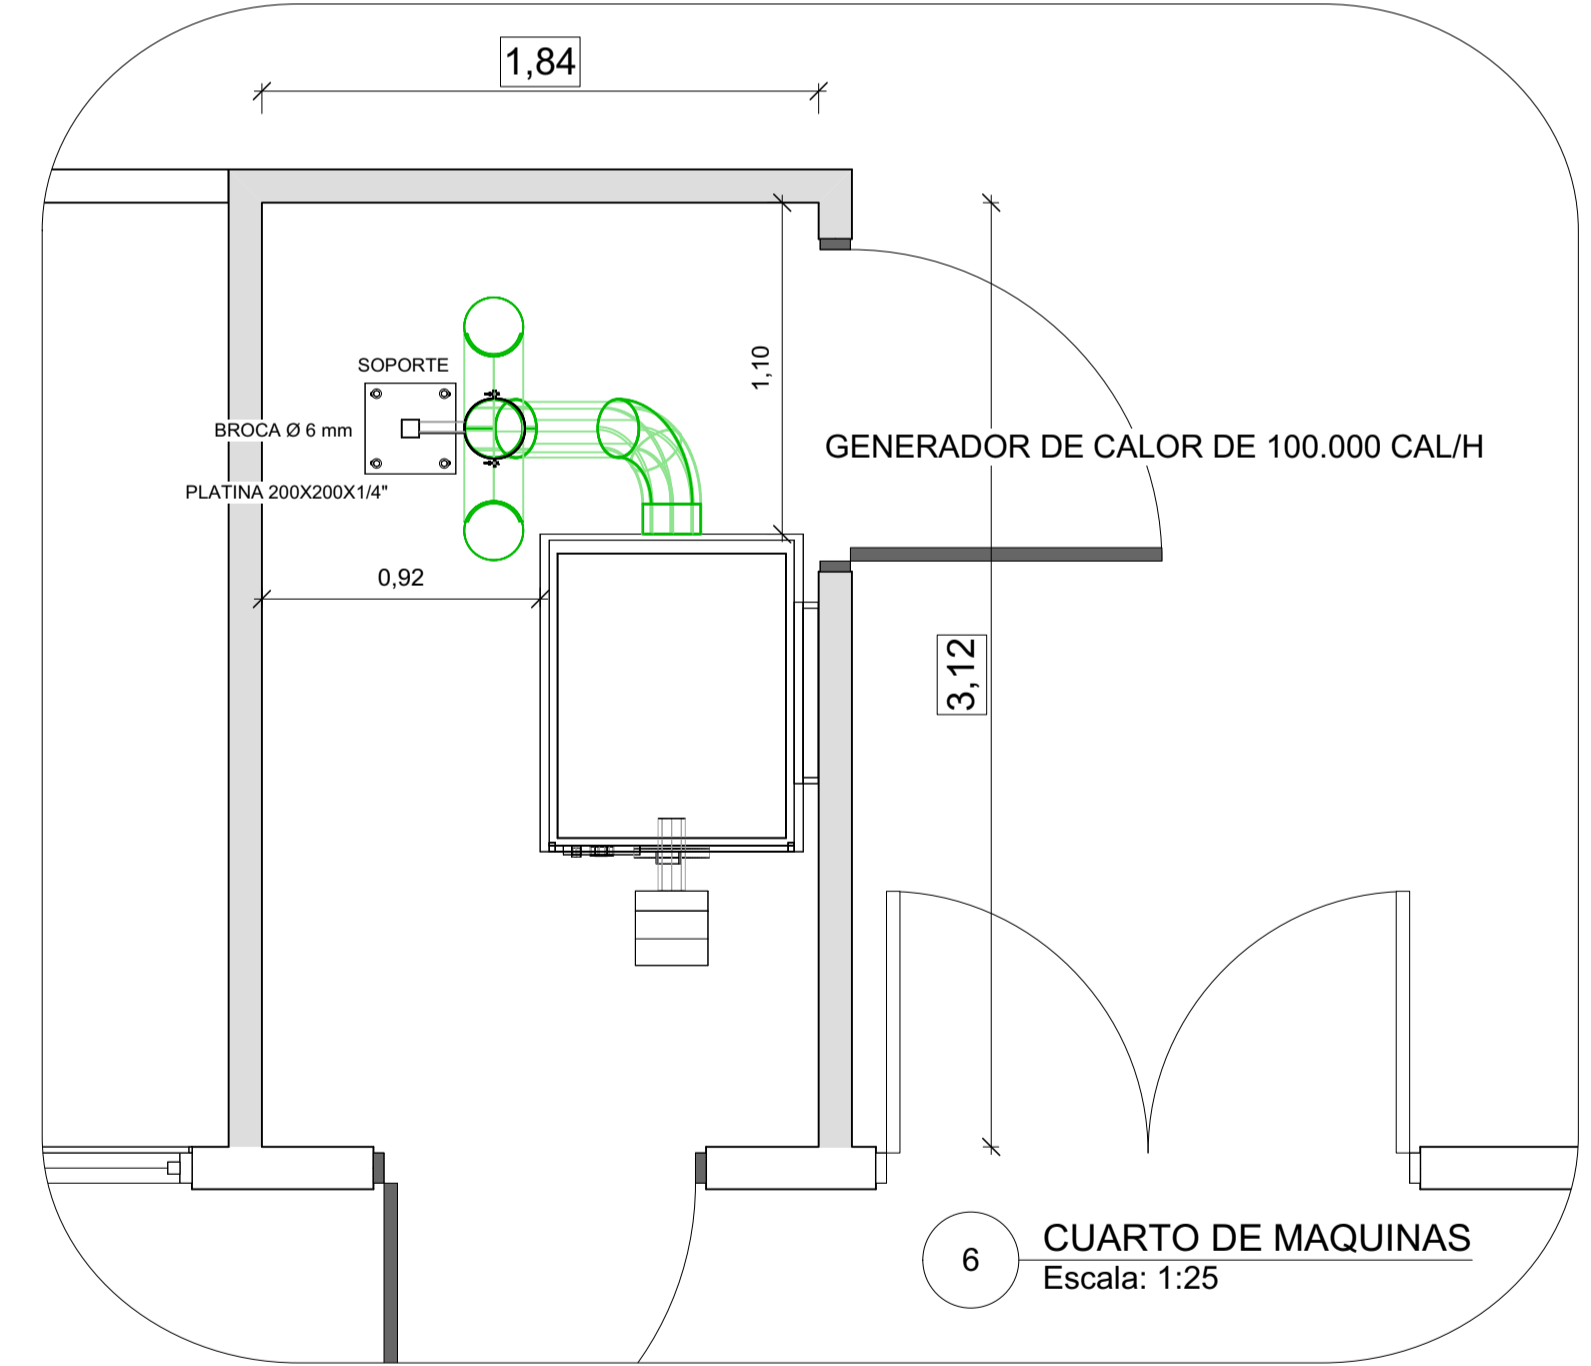 1,84
1,10
SOPORTE
BROCA Ø 6 mm
GENERADOR DE CALOR DE 100.000 CAL/H
PLATINA 200X200X1/4"
0,92
3,12
6
CUARTO DE MAQUINAS
Escala: 1:25